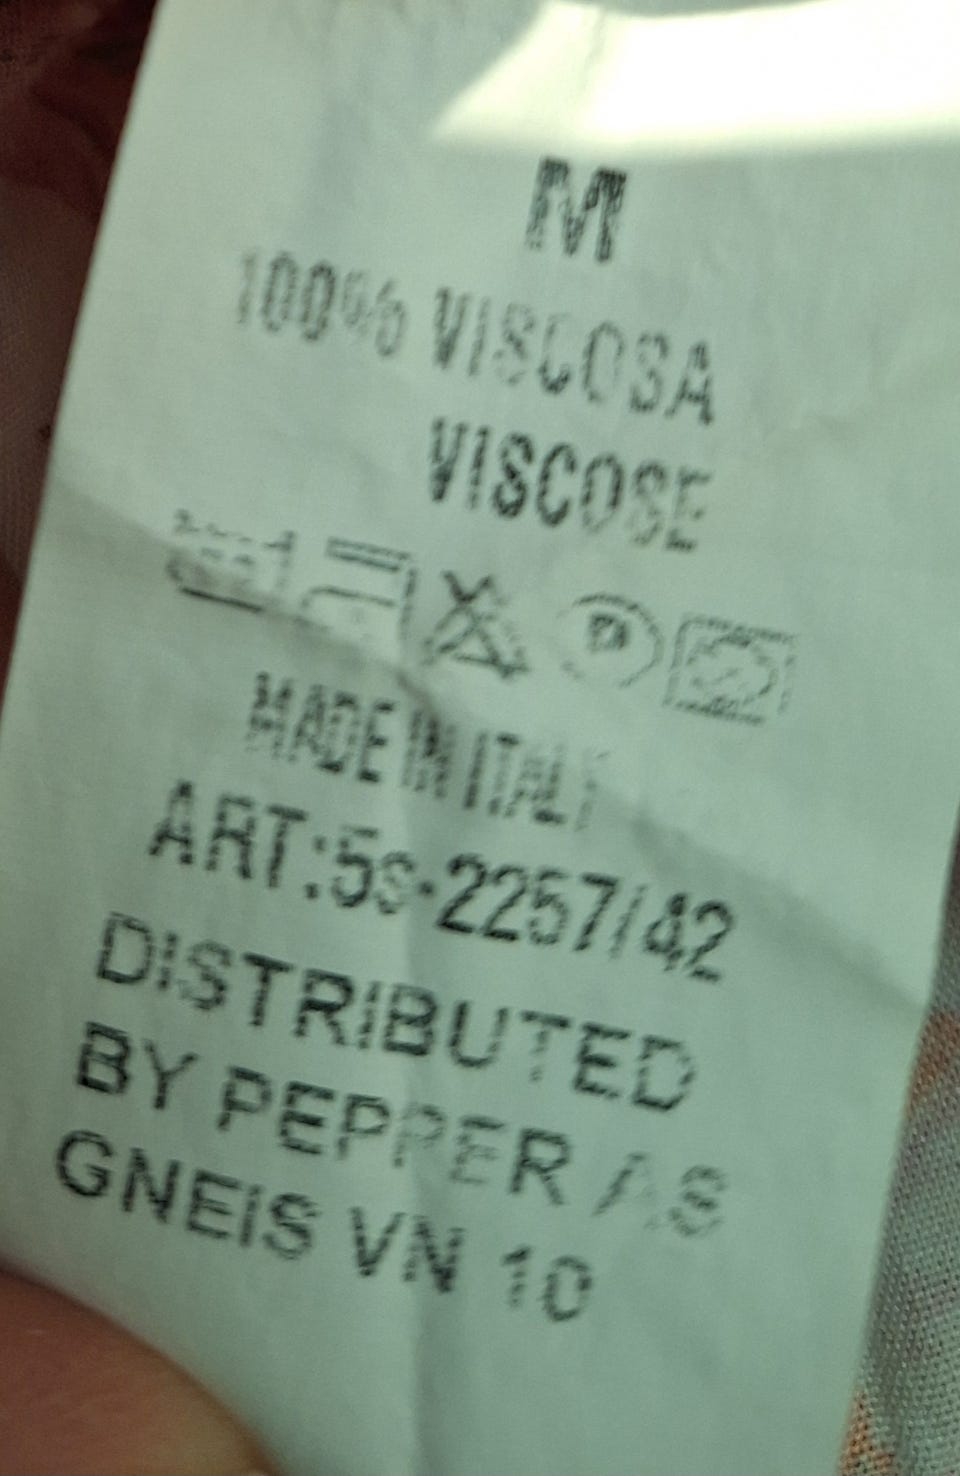 M
100% VISCOSA
VISCOSE
MADE IN ITALY
ART:5s-2257/42
DISTRIBUTED
BY PEPPER AS
GNEIS VN 10